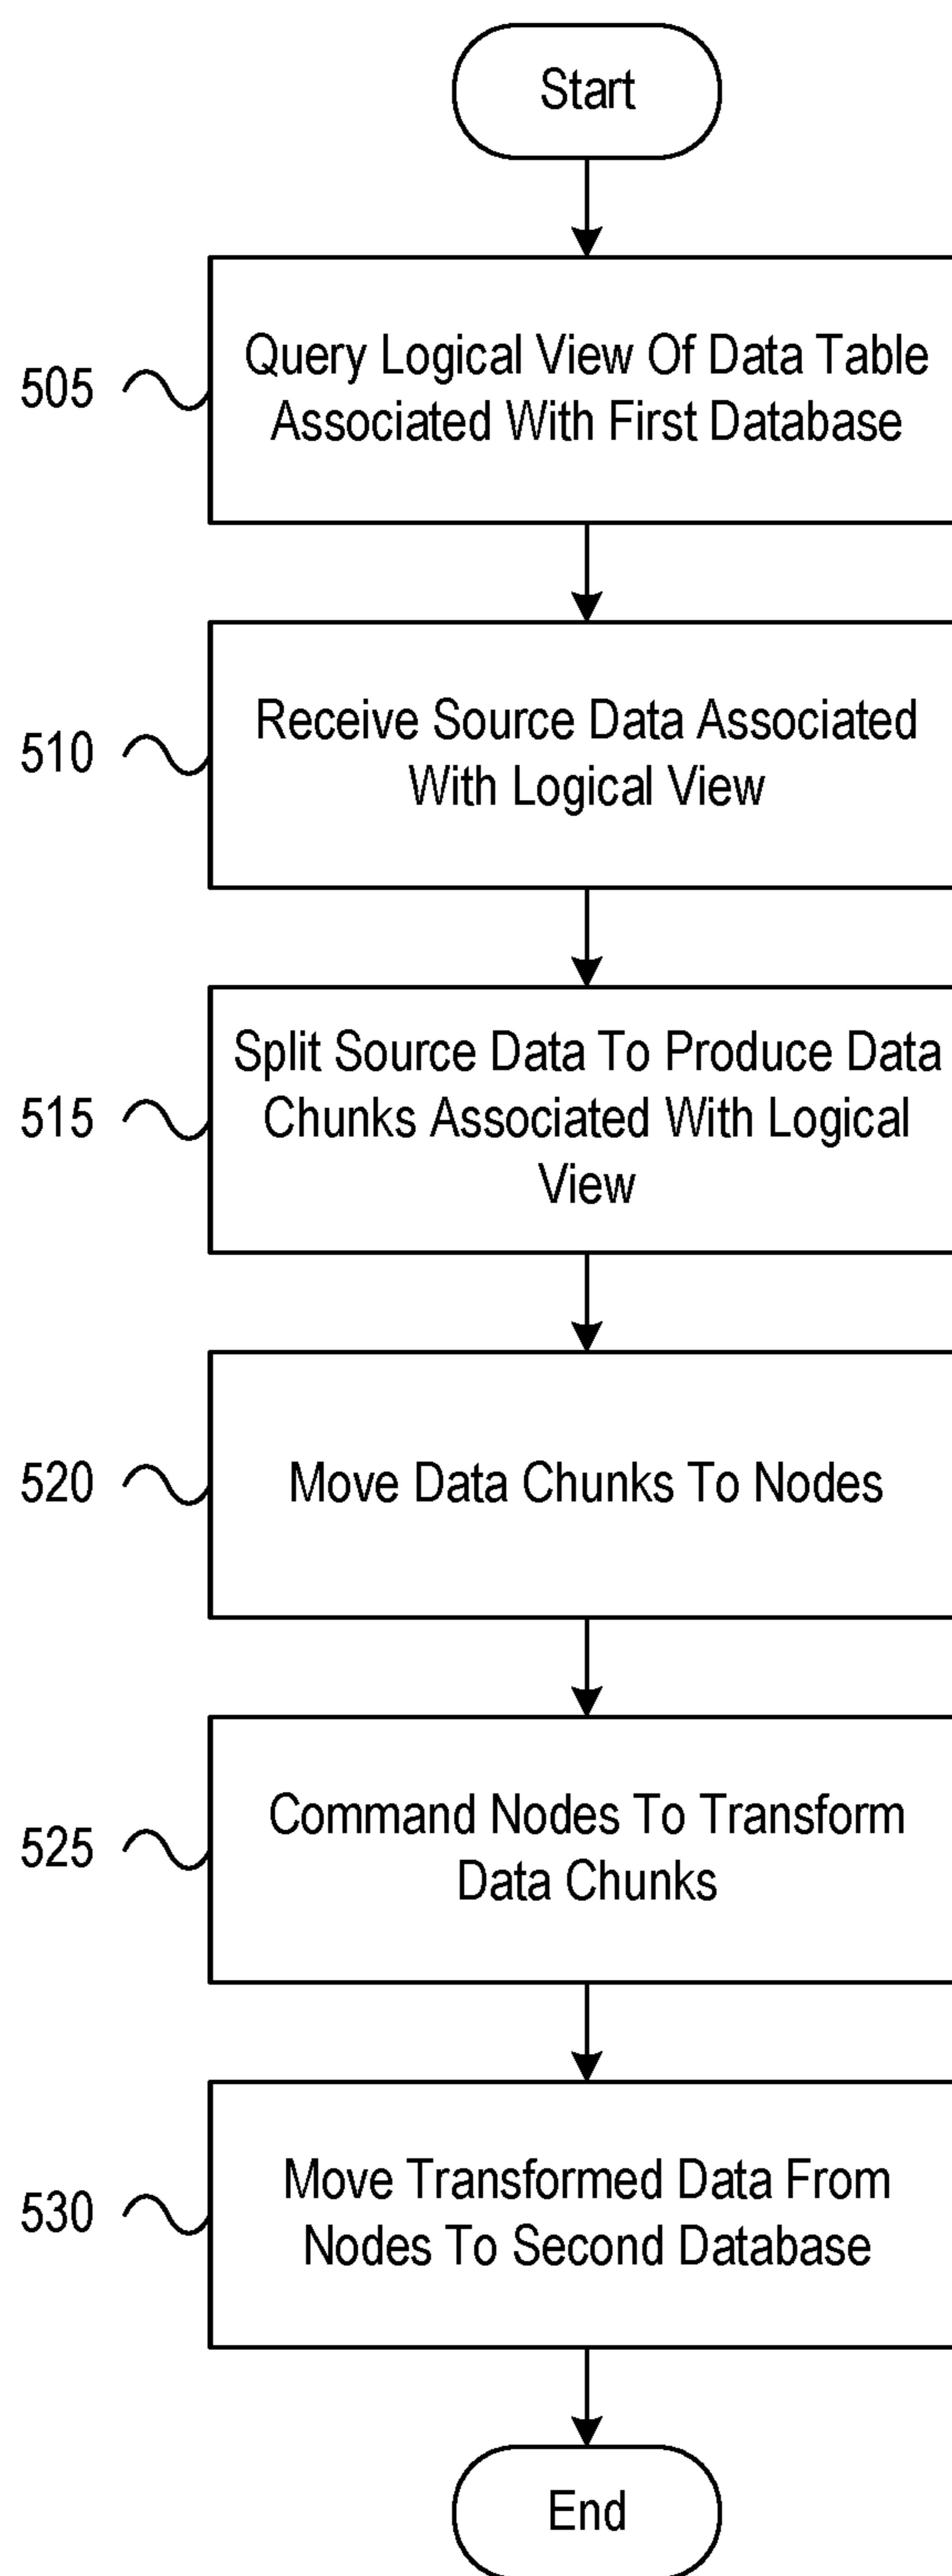 Start
505
Query Logical View Of Data Table
Associated With First Database
510
Receive Source Data Associated
With Logical View
515
Split Source Data To Produce Data
Chunks Associated With Logical
View
520
Move Data Chunks To Nodes
525
Command Nodes To Transform
Data Chunks
530
Move Transformed Data From
Nodes To Second Database
End